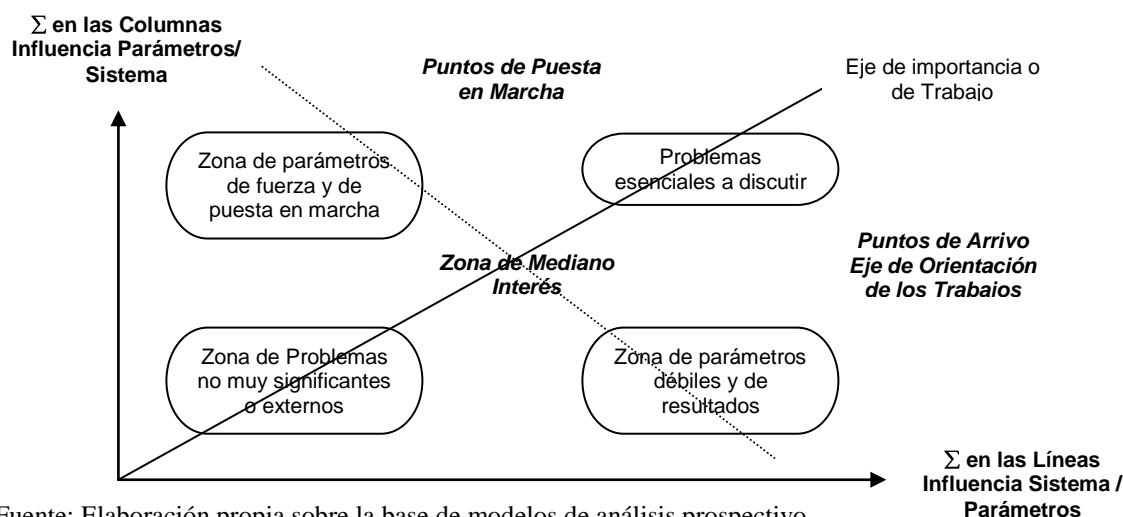 Σ en las Columnas
Influencia Parámetros/
Sistema
Puntos de Puesta
en Marcha
Eje de importancia o
de Trabajo
Zona de parámetros
de fuerza y de
puesta en marcha
Problemas
esenciales a discutir
Zona de Mediano
Interés
Puntos de Arrivo
Eje de Orientación
de los Trabaios
Zona de Problemas
no muy significantes
o externos
Zona de parámetros
débiles y de
resultados
Σ en las Líneas
Influencia Sistema /
Parámetros
Fuente: Elaboración propia sobre la base de modelos de análisis prospectivo